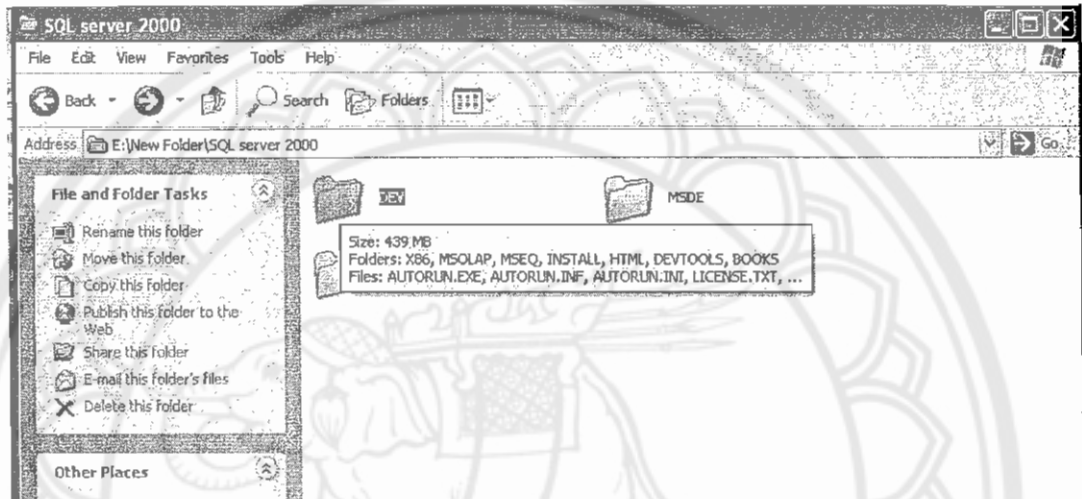 SQL server 2000
File Edit View Favorites Tools Help
Back Search Folders
Address E:\New Folder\SQL server 2000 Go
File and Folder Tasks
Rename this folder
Move this folder
Copy this folder
Publish this folder to the
Web
Share this folder
E-mail this folder's files
Delete this folder
Other Places
DEV MSDE
Size: 439 MB
Folders: X86, MSOLAP, MSEQ, INSTALL, HTML, DEVTOOLS, BOOKS
Files: AUTORUN.EXE, AUTORUN.INF, AUTORUN.INI, LICENSE.TXT, ...